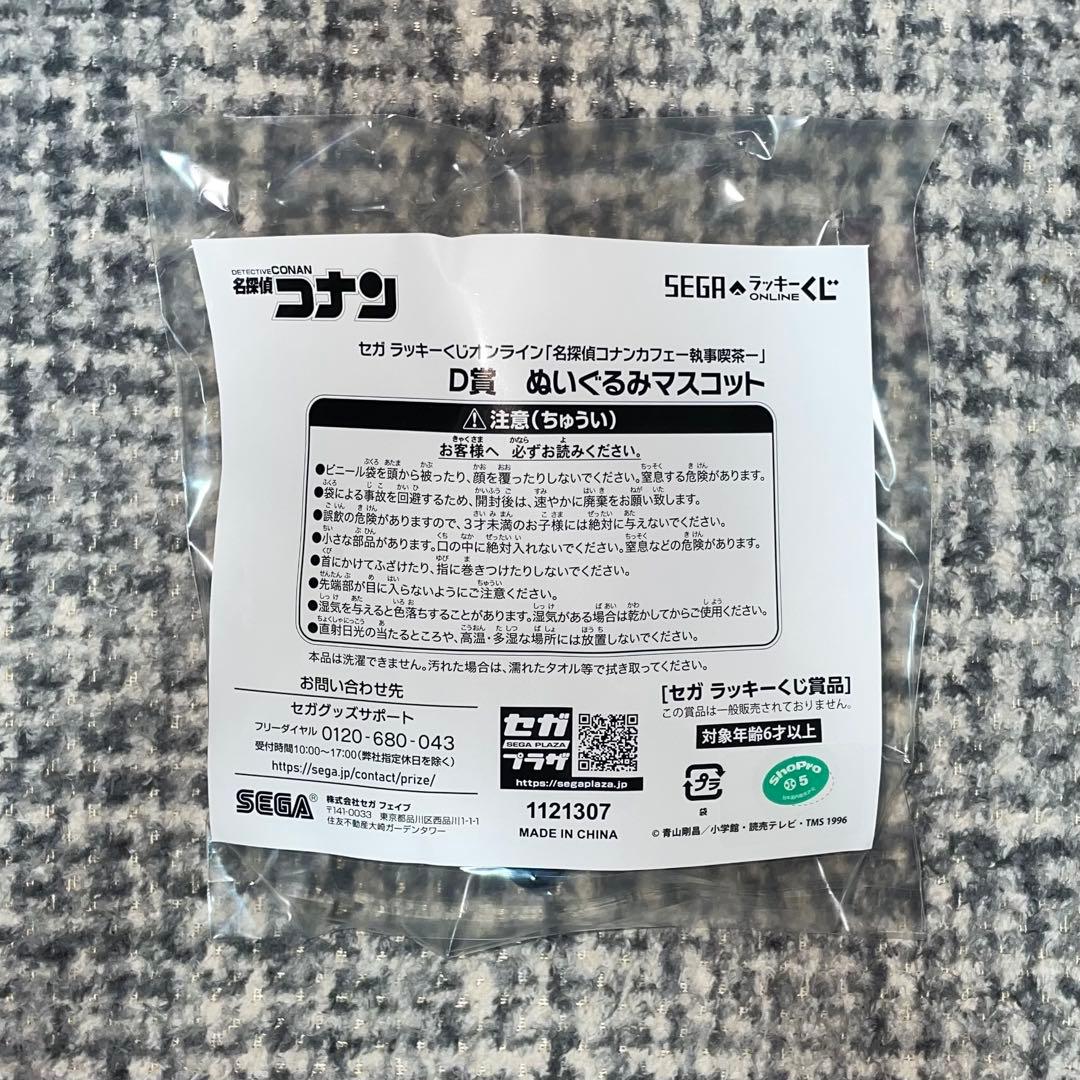 DETECTIVE CONAN
名探偵コナン
SEGA ラッキーくじ ONLINE
セガ ラッキーくじオンライン「名探偵コナンカフェー執事喫茶ー」
D賞 ぬいぐるみマスコット
注意(ちゅうい)
お客様へ 必ずお読みください。
●ビニール袋を頭から被ったり、顔を覆ったりしないでください。窒息する危険があります。
●袋による事故を回避するため、開封後は、速やかに廃棄をお願い致します。
●誤飲の危険がありますので、3才未満のお子様には絶対に与えないでください。
●小さな部品があります。口の中に絶対入れないでください。窒息などの危険があります。
●首にかけてふざけたり、指に巻きつけたりしないでください。
●先端部が目に入らないようにご注意ください。
●湿気を与えると色落ちすることがあります。湿気がある場合は乾かしてからご使用ください。
●直射日光の当たるところや、高温・多湿な場所には放置しないでください。
本品は洗濯できません。汚れた場合は、濡れたタオル等で拭き取ってください。
お問い合わせ先
セガグッズサポート
フリーダイヤル 0120-680-043
受付時間10:00〜17:00(弊社指定休日を除く)
https://sega.jp/contact/prize/
SEGA®
株式会社セガ フェイブ
〒141-0033 東京都品川区西品川1-1-1
住友不動産大崎ガーデンタワー
セガ
SEGA PLAZA
プラザ
https://segaplaza.jp
1121307
MADE IN CHINA
[セガ ラッキーくじ賞品]
この賞品は一般販売されておりません。
対象年齢6才以上
プラ
袋
ShoPro
5
©青山剛昌/小学館・読売テレビ・TMS 1996